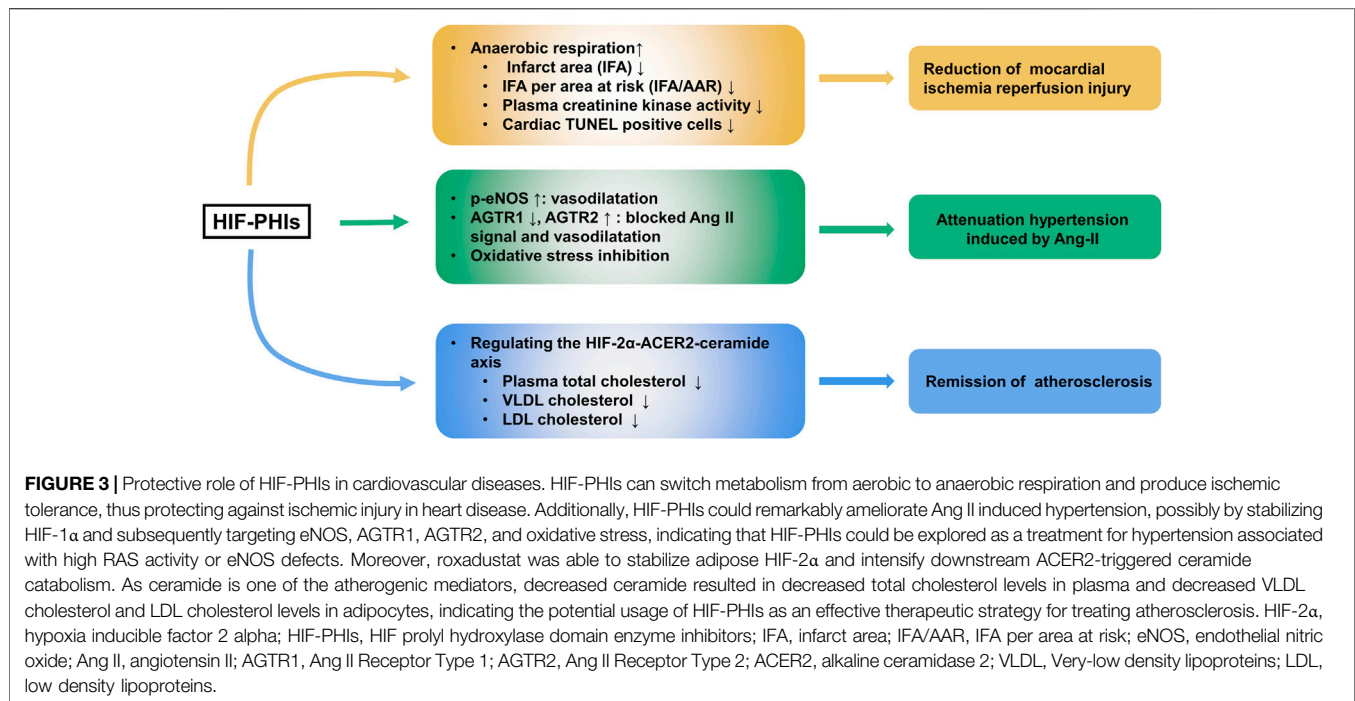 • Anaerobic respiration↑
• Infarct area (IFA) ↓
• IFA per area at risk (IFA/AAR) ↓
• Plasma creatinine kinase activity ↓
• Cardiac TUNEL positive cells ↓
Reduction of mocardial
ischemia reperfusion injury
HIF-PHIs
• p-eNOS ↑: vasodilatation
• AGTR1 ↓, AGTR2 ↑ : blocked Ang II
signal and vasodilatation
• Oxidative stress inhibition
Attenuation hypertension
induced by Ang-II
• Regulating the HIF-2α-ACER2-ceramide
axis
• Plasma total cholesterol ↓
• VLDL cholesterol ↓
• LDL cholesterol ↓
Remission of atherosclerosis
FIGURE 3 | Protective role of HIF-PHIs in cardiovascular diseases. HIF-PHIs can switch metabolism from aerobic to anaerobic respiration and produce ischemic
tolerance, thus protecting against ischemic injury in heart disease. Additionally, HIF-PHIs could remarkably ameliorate Ang II induced hypertension, possibly by stabilizing
HIF-1α and subsequently targeting eNOS, AGTR1, AGTR2, and oxidative stress, indicating that HIF-PHIs could be explored as a treatment for hypertension associated
with high RAS activity or eNOS defects. Moreover, roxadustat was able to stabilize adipose HIF-2α and intensify downstream ACER2-triggered ceramide
catabolism. As ceramide is one of the atherogenic mediators, decreased ceramide resulted in decreased total cholesterol levels in plasma and decreased VLDL
cholesterol and LDL cholesterol levels in adipocytes, indicating the potential usage of HIF-PHIs as an effective therapeutic strategy for treating atherosclerosis. HIF-2α,
hypoxia inducible factor 2 alpha; HIF-PHIs, HIF prolyl hydroxylase domain enzyme inhibitors; IFA, infarct area; IFA/AAR, IFA per area at risk; eNOS, endothelial nitric
oxide; Ang II, angiotensin II; AGTR1, Ang II Receptor Type 1; AGTR2, Ang II Receptor Type 2; ACER2, alkaline ceramidase 2; VLDL, Very-low density lipoproteins; LDL,
low density lipoproteins.